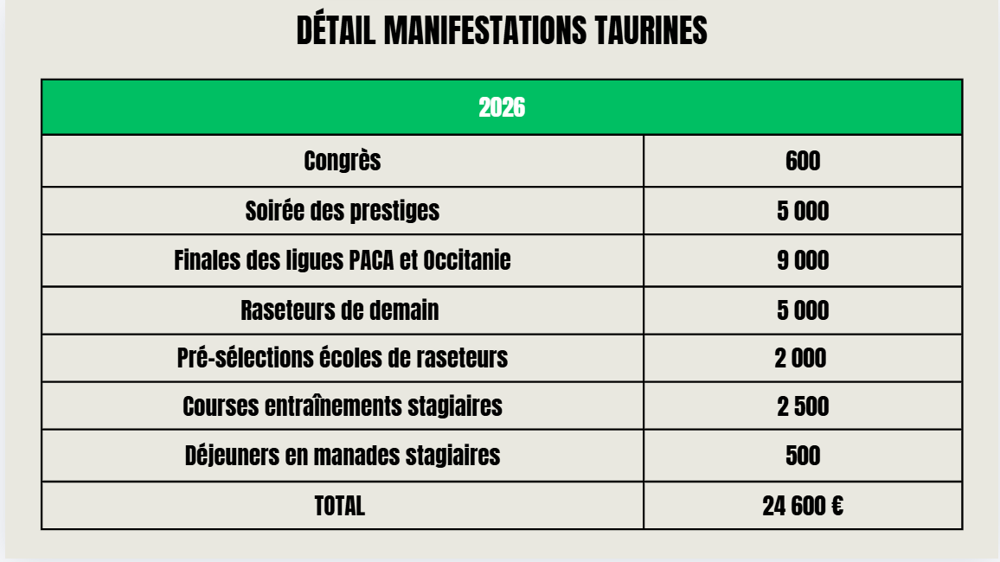 DÉTAIL MANIFESTATIONS TAURINES
2026
Congrès 600
Soirée des prestiges 5 000
Finales des ligues PACA et Occitanie 9 000
Raseteurs de demain 5 000
Pré-sélections écoles de raseteurs 2 000
Courses entraînements stagiaires 2 500
Déjeuners en manades stagiaires 500
TOTAL 24 600 €